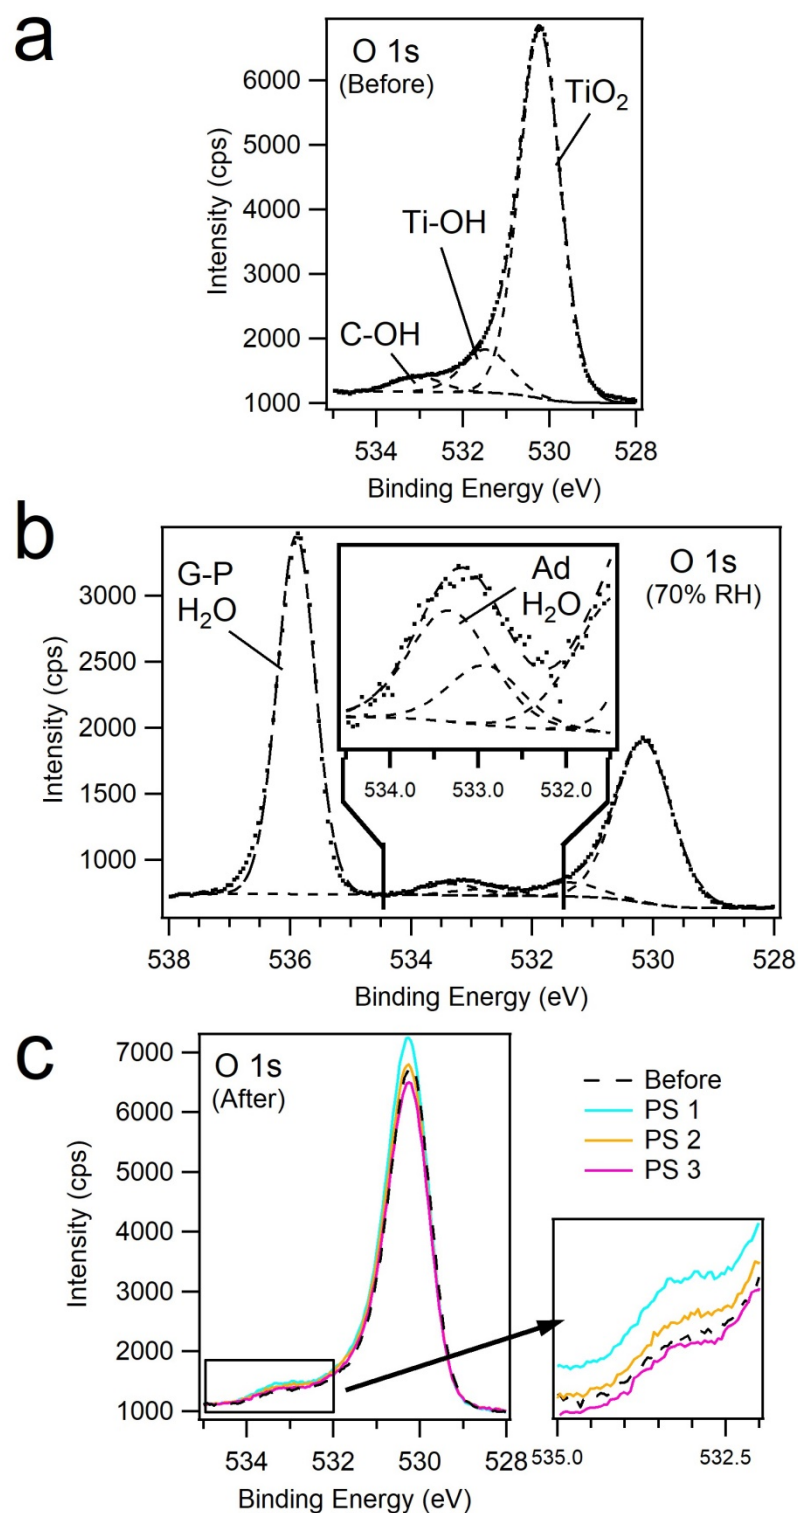 a
O 1s
(Before)
TiO₂
Ti-OH
C-OH
Intensity (cps)
6000
5000
4000
3000
2000
1000
534
532
530
528
Binding Energy (eV)
b
G-P
H₂O
Ad
H₂O
O 1s
(70% RH)
534.0
533.0
532.0
Intensity (cps)
3000
2500
2000
1500
1000
538
536
534
532
530
528
Binding Energy (eV)
c
O 1s
(After)
Intensity (cps)
7000
6000
5000
4000
3000
2000
1000
534
532
530
528
Binding Energy (eV)
Before
PS 1
PS 2
PS 3
535.0
532.5